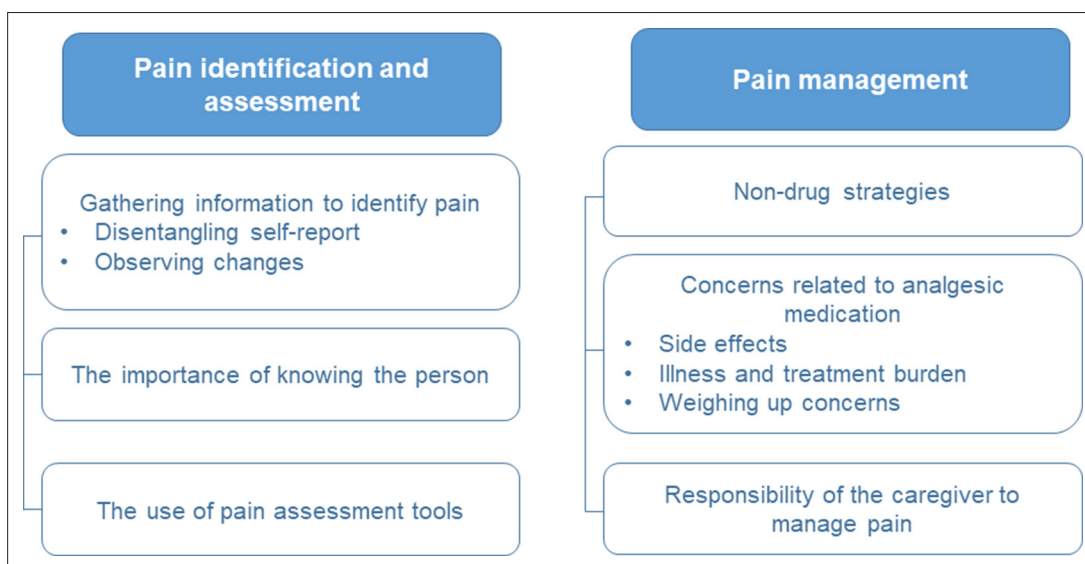 Pain identification and
assessment
Gathering information to identify pain
• Disentangling self-report
• Observing changes
The importance of knowing the person
The use of pain assessment tools
Pain management
Non-drug strategies
Concerns related to analgesic
medication
• Side effects
• Illness and treatment burden
• Weighing up concerns
Responsibility of the caregiver to
manage pain